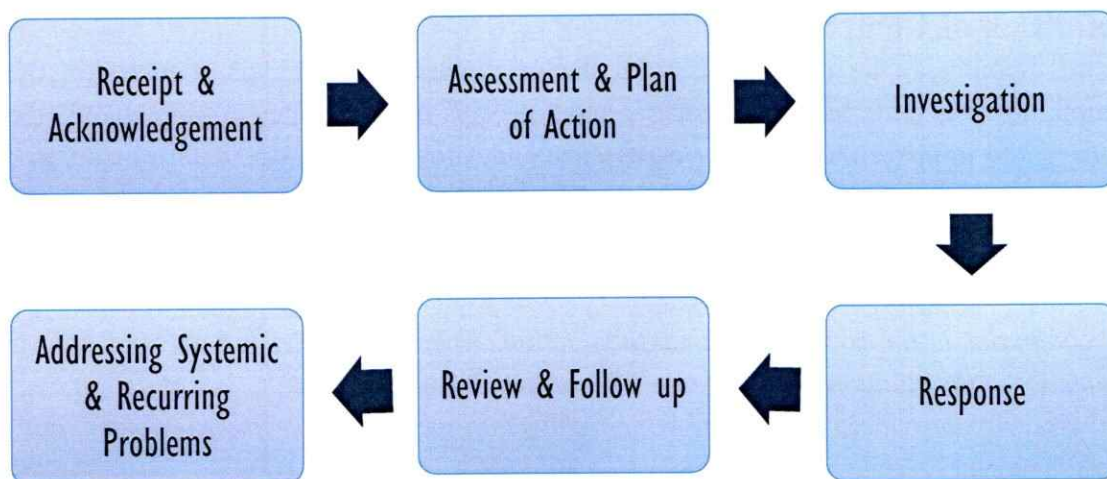 Receipt &
Acknowledgement
Assessment & Plan
of Action
Investigation
Response
Review & Follow up
Addressing Systemic
& Recurring
Problems